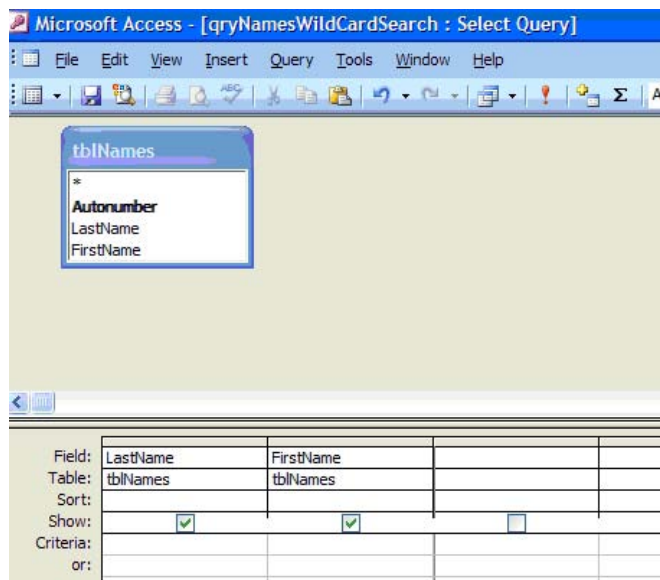 Microsoft Access - [qryNamesWildCardSearch : Select Query]
File Edit View Insert Query Tools Window Help
ABC Σ A
tblNames
*
Autonumber
LastName
FirstName
Field: LastName FirstName
Table: tblNames tblNames
Sort:
Show:
Criteria:
or: